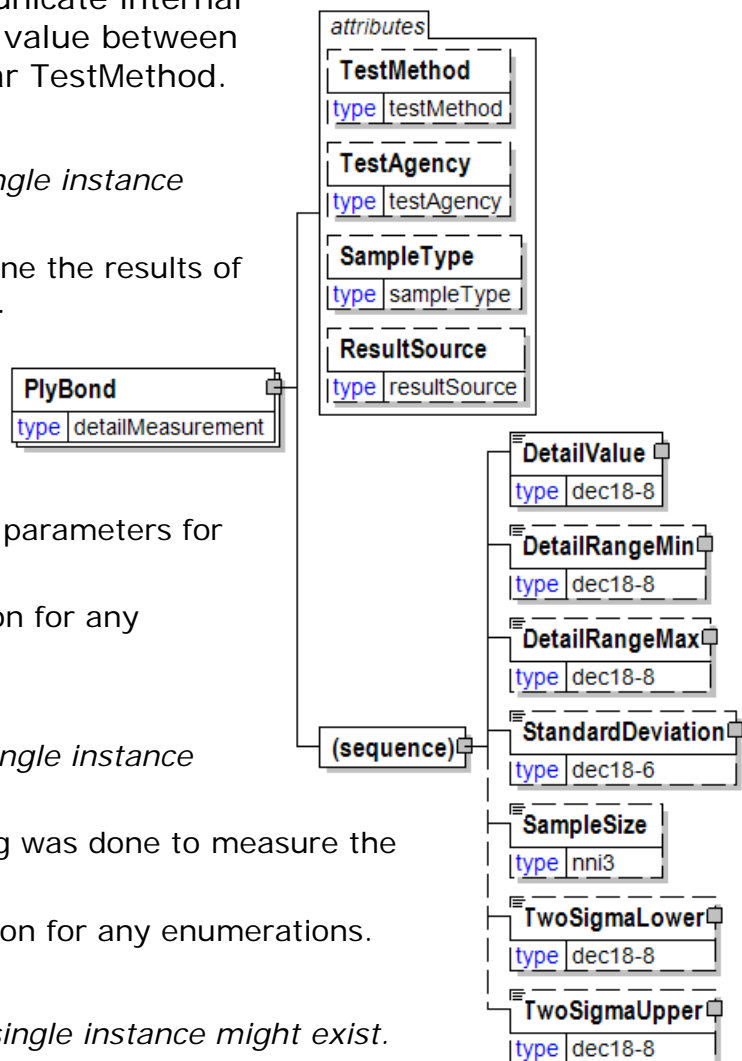 unicate internal
value between
ar TestMethod.
ngle instance
ne the results of
.
parameters for
on for any
ngle instance
g was done to measure the
on for any enumerations.
single instance might exist.
PlyBond
type detailMeasurement
attributes
TestMethod
type testMethod
TestAgency
type testAgency
SampleType
type sampleType
ResultSource
type resultSource
(sequence)
DetailValue
type dec18-8
DetailRangeMin
type dec18-8
DetailRangeMax
type dec18-8
StandardDeviation
type dec18-6
SampleSize
type nni3
TwoSigmaLower
type dec18-8
TwoSigmaUpper
type dec18-8